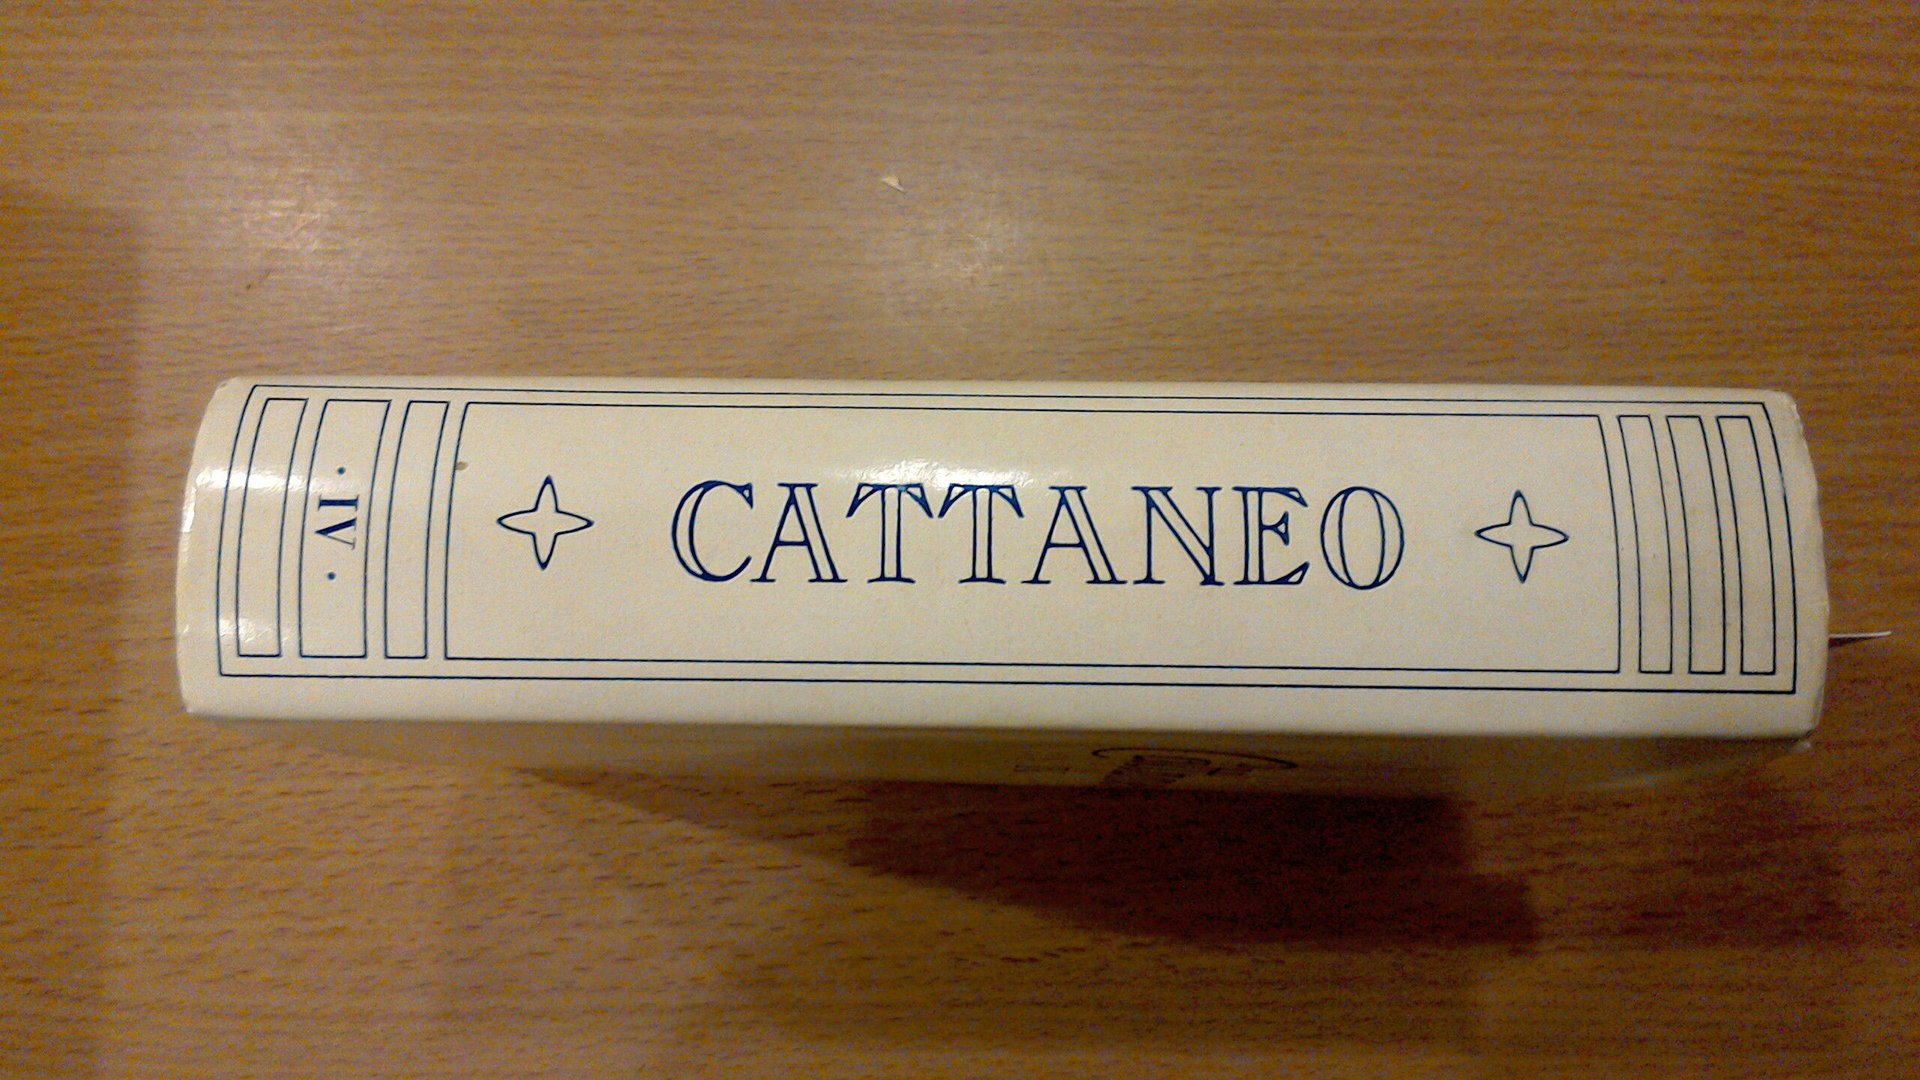 · IV ·
CATTANEO